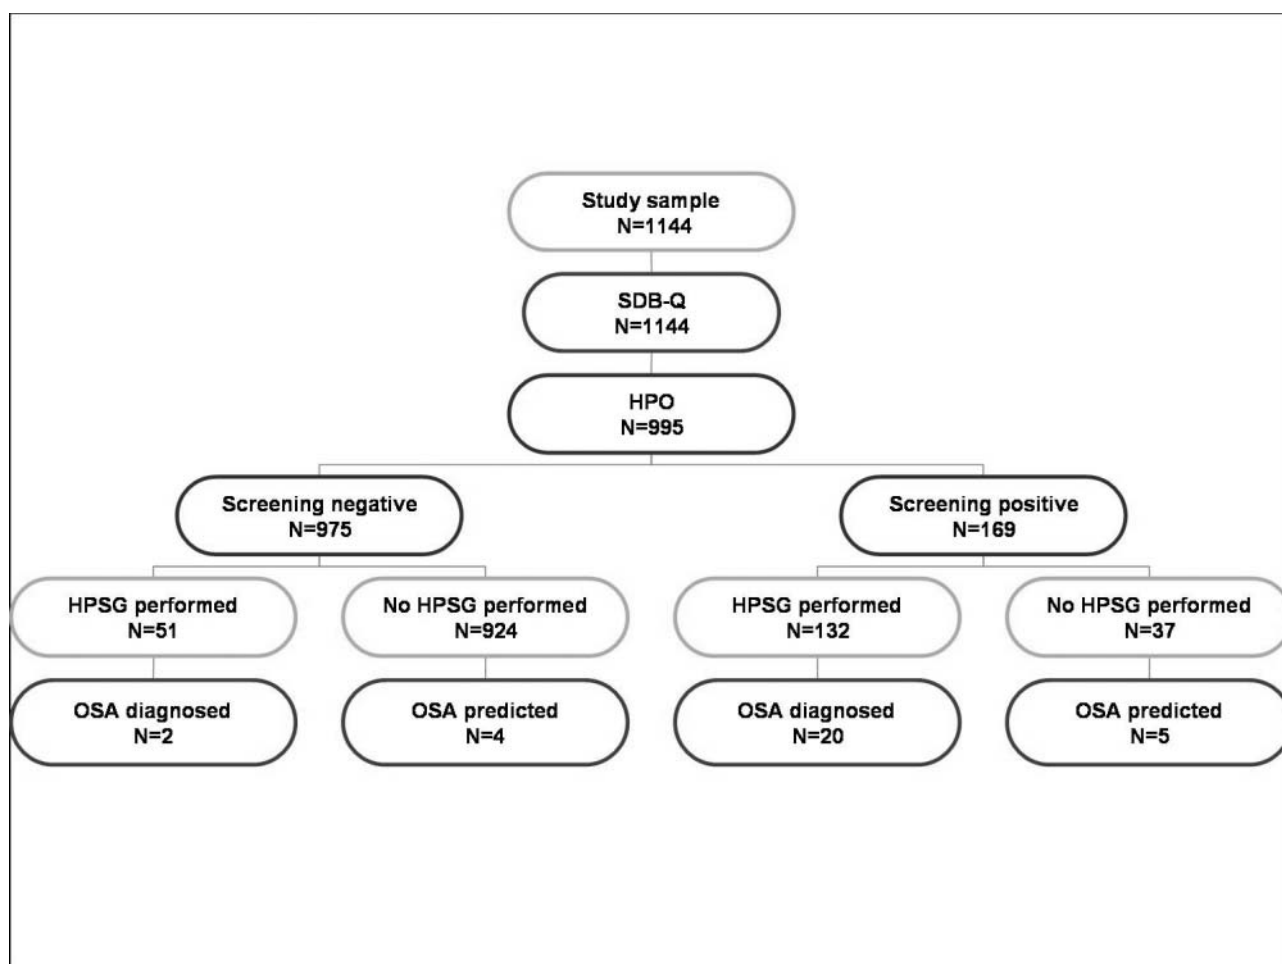 Study sample
N=1144
SDB-Q
N=1144
HPO
N=995
Screening negative
N=975
Screening positive
N=169
HPSG performed
N=51
No HPSG performed
N=924
HPSG performed
N=132
No HPSG performed
N=37
OSA diagnosed
N=2
OSA predicted
N=4
OSA diagnosed
N=20
OSA predicted
N=5